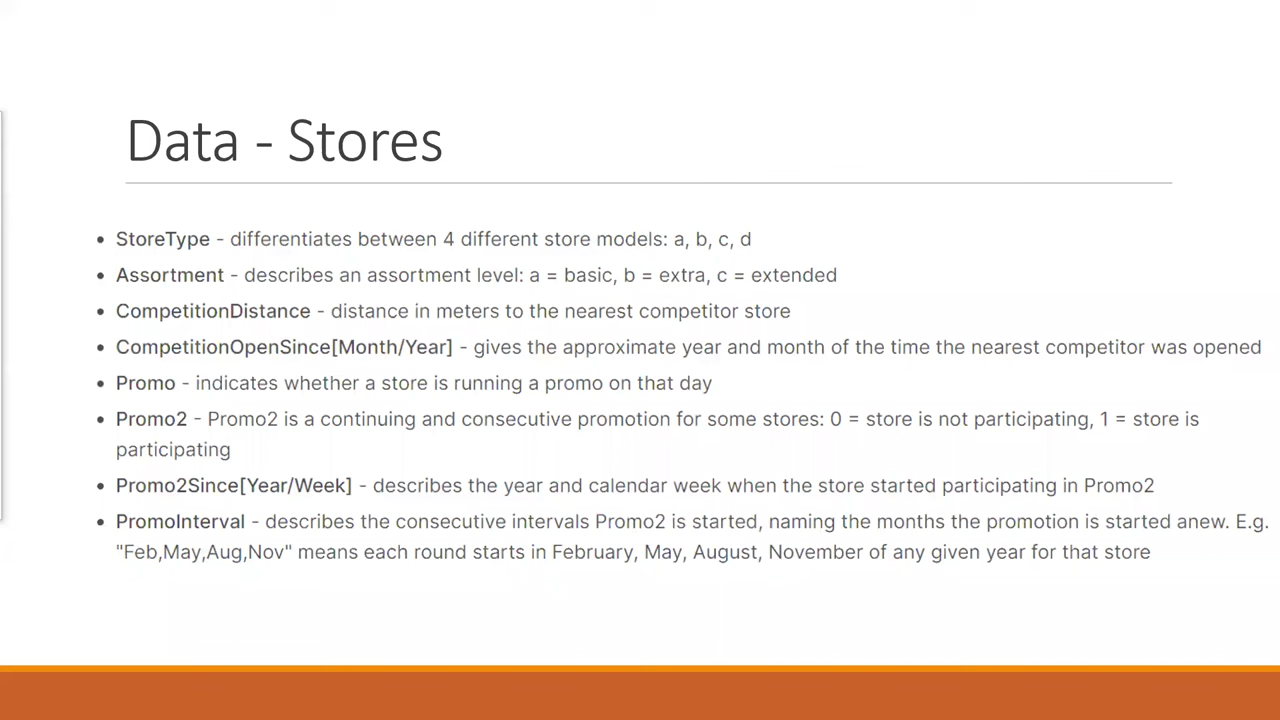 Data - Stores
• StoreType - differentiates between 4 different store models: a, b, c, d
• Assortment - describes an assortment level: a = basic, b = extra, c = extended
• CompetitionDistance - distance in meters to the nearest competitor store
• CompetitionOpenSince[Month/Year] - gives the approximate year and month of the time the nearest competitor was opened
• Promo - indicates whether a store is running a promo on that day
• Promo2 - Promo2 is a continuing and consecutive promotion for some stores: 0 = store is not participating, 1 = store is
participating
• Promo2Since[Year/Week] - describes the year and calendar week when the store started participating in Promo2
• PromoInterval - describes the consecutive intervals Promo2 is started, naming the months the promotion is started anew. E.g.
"Feb,May,Aug,Nov" means each round starts in February, May, August, November of any given year for that store